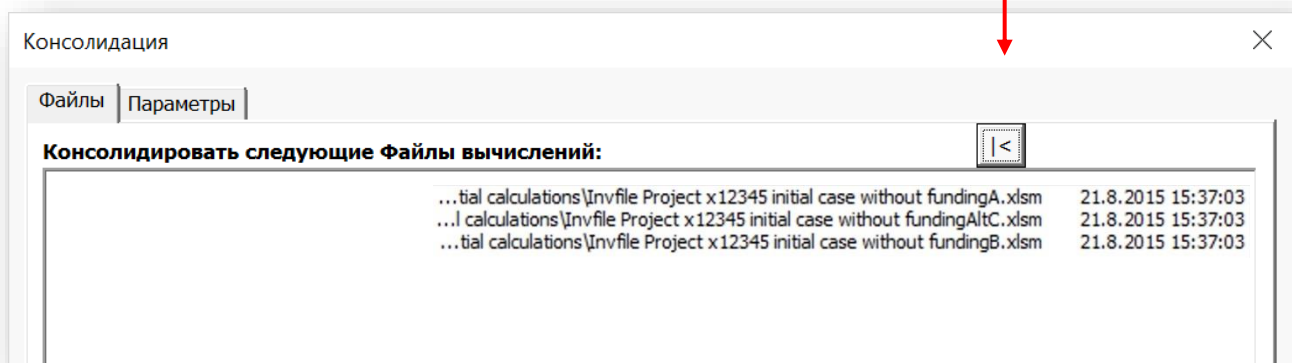 Консолидация
Файлы Параметры
Консолидировать следующие Файлы вычислений: |<
...tial calculations\Invfile Project x12345 initial case without fundingA.xlsm 21.8.2015 15:37:03
...l calculations\Invfile Project x12345 initial case without fundingAltC.xlsm 21.8.2015 15:37:03
...tial calculations\Invfile Project x12345 initial case without fundingB.xlsm 21.8.2015 15:37:03